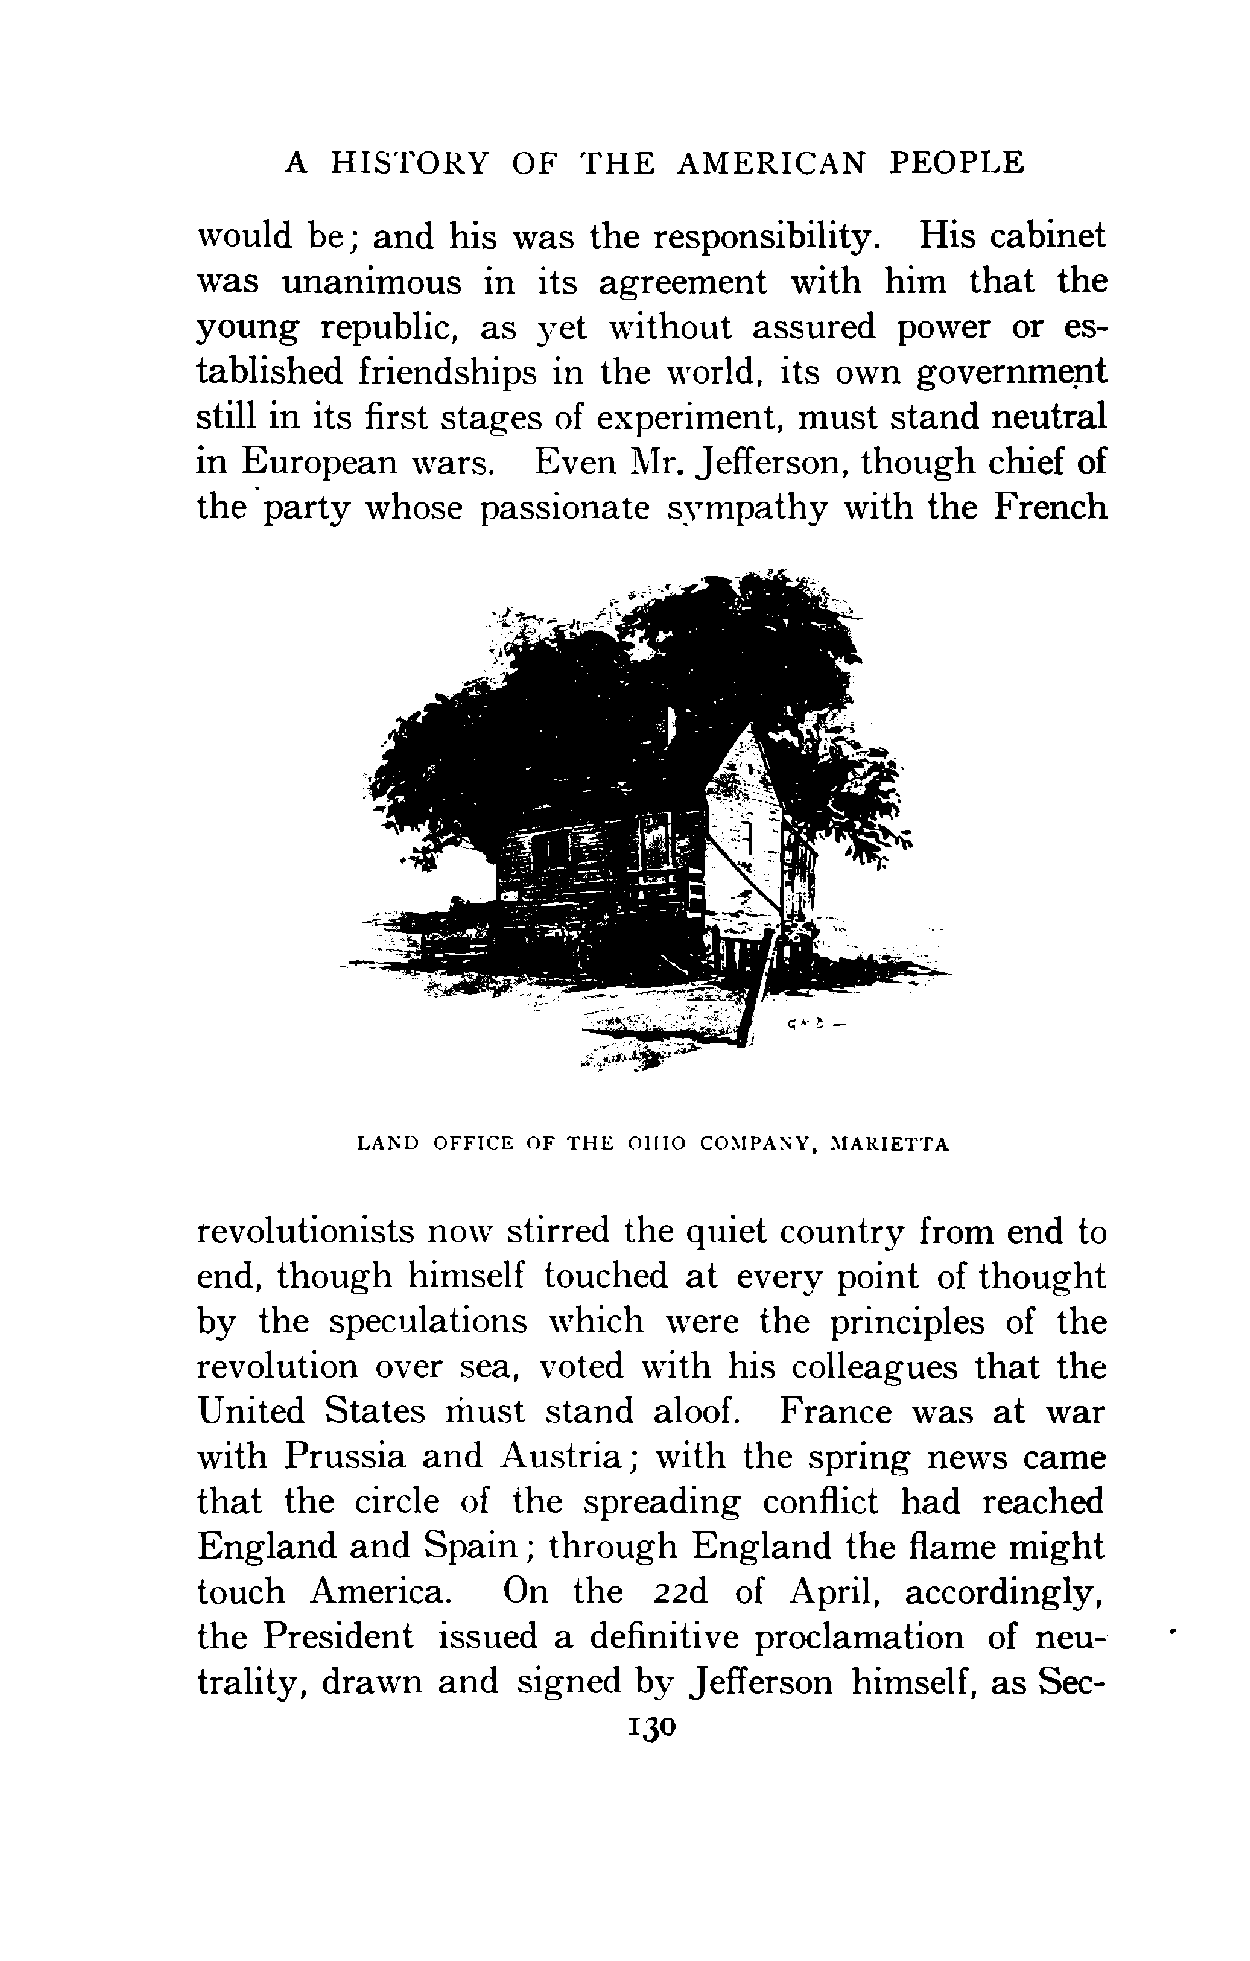 A HISTORY OF THE AMERICAN PEOPLE
would be; and his was the responsibility. His cabinet
was unanimous in its agreement with him that the
young republic, as yet without assured power or es-
tablished friendships in the world, its own government
still in its first stages of experiment, must stand neutral
in European wars. Even Mr. Jefferson, though chief of
the party whose passionate sympathy with the French
LAND OFFICE OF THE OHIO COMPANY, MARIETTA
revolutionists now stirred the quiet country from end to
end, though himself touched at every point of thought
by the speculations which were the principles of the
revolution over sea, voted with his colleagues that the
United States must stand aloof. France was at war
with Prussia and Austria; with the spring news came
that the circle of the spreading conflict had reached
England and Spain; through England the flame might
touch America. On the 22d of April, accordingly,
the President issued a definitive proclamation of neu-
trality, drawn and signed by Jefferson himself, as Sec-
130